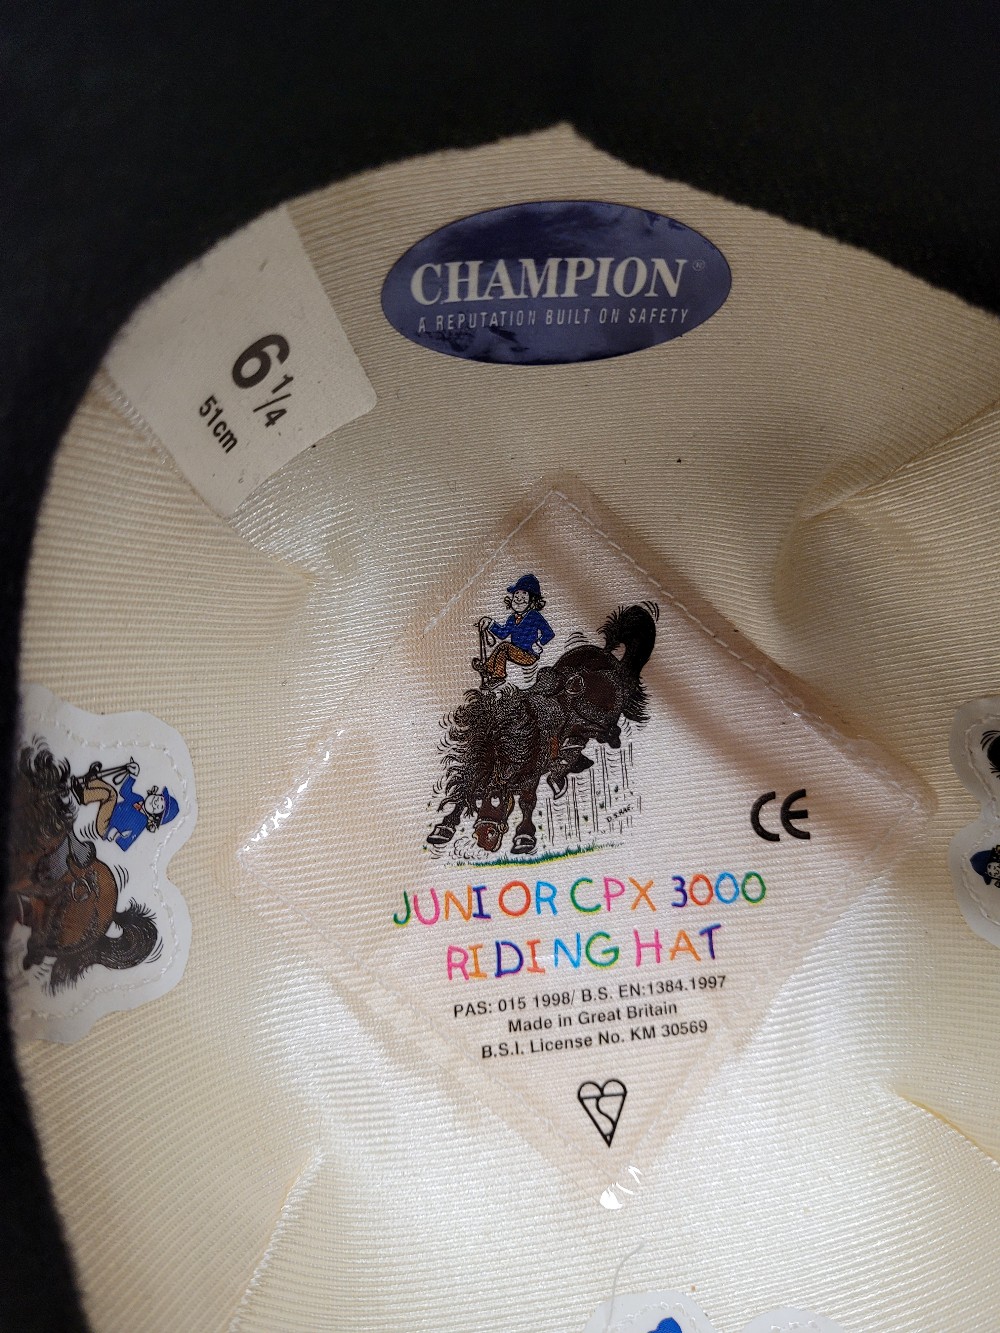 CHAMPION®
A REPUTATION BUILT ON SAFETY
6 1/4
51cm
CE
JUNIOR CPX 3000
RIDING HAT
PAS: 015 1998/ B.S. EN:1384.1997
Made in Great Britain
B.S.I. License No. KM 30569